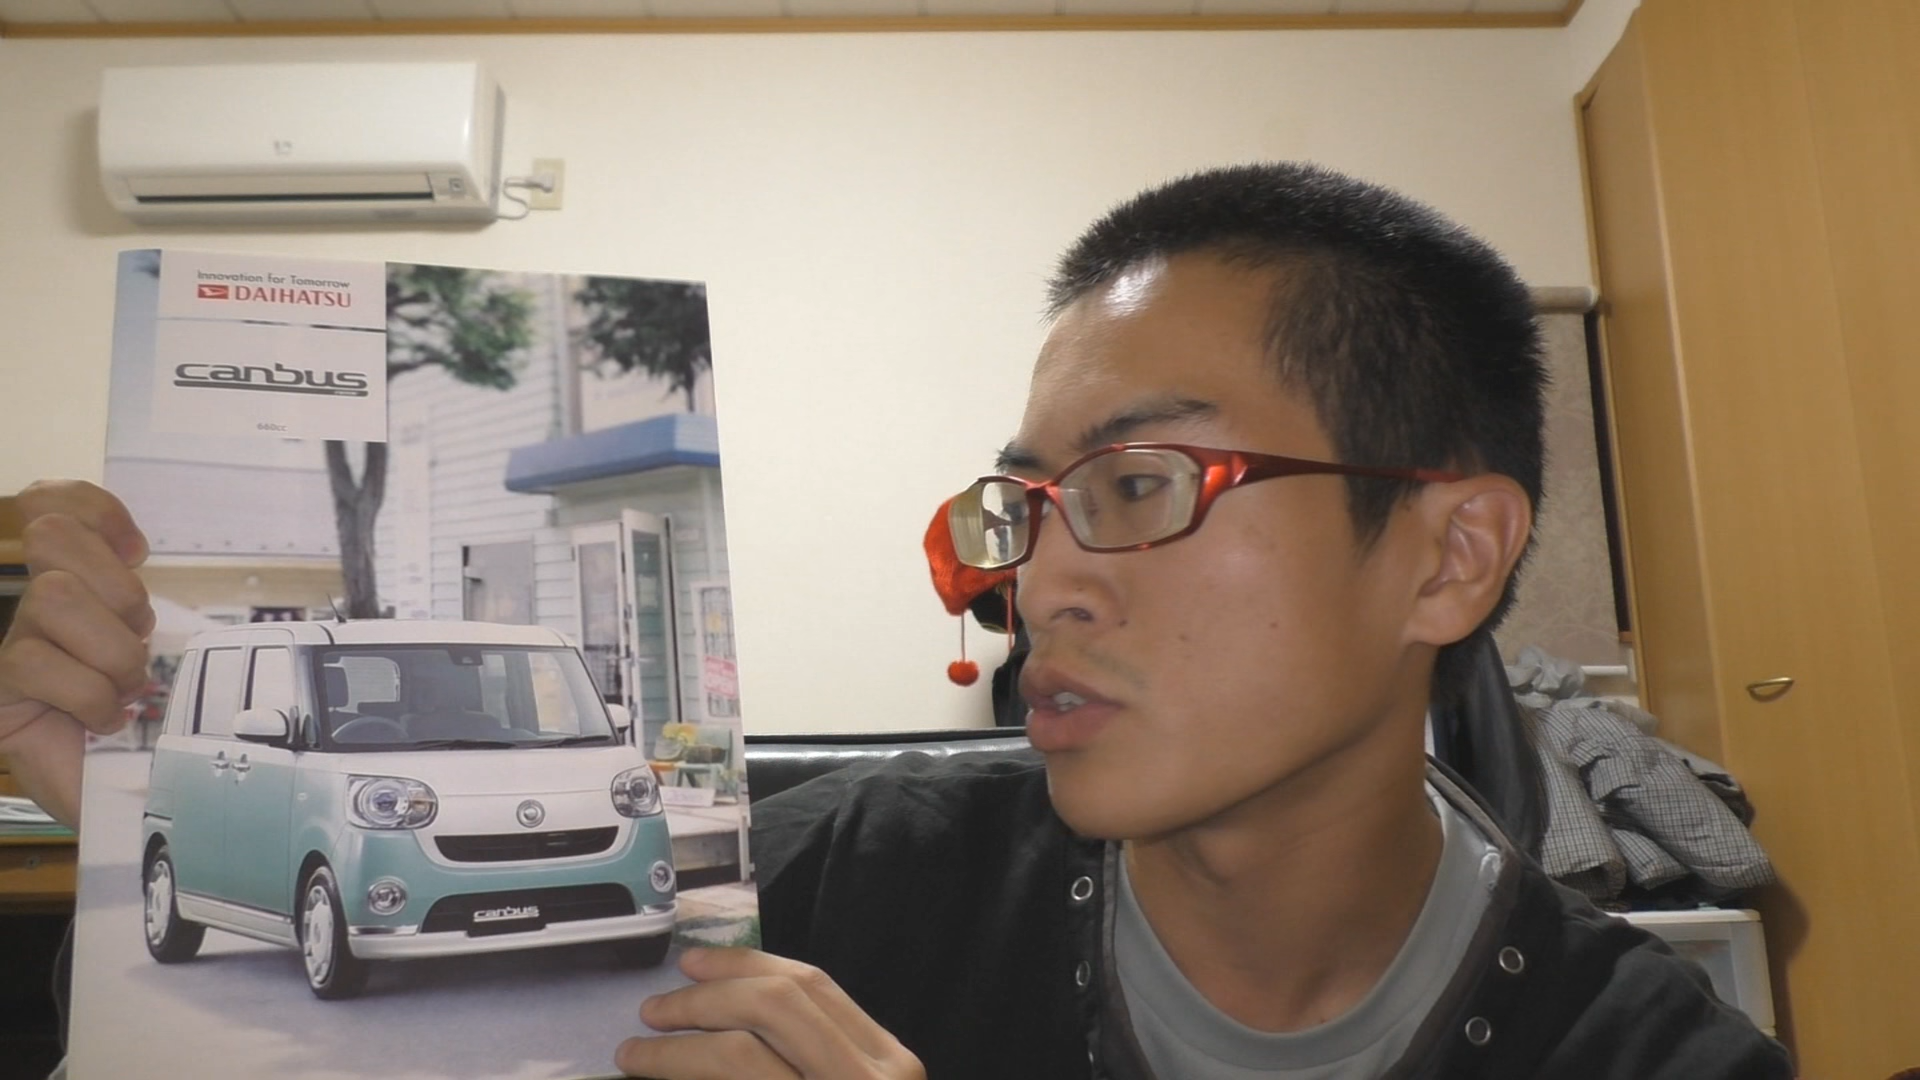 Innovation for Tomorrow
DAIHATSU
canbus
660cc
canbus